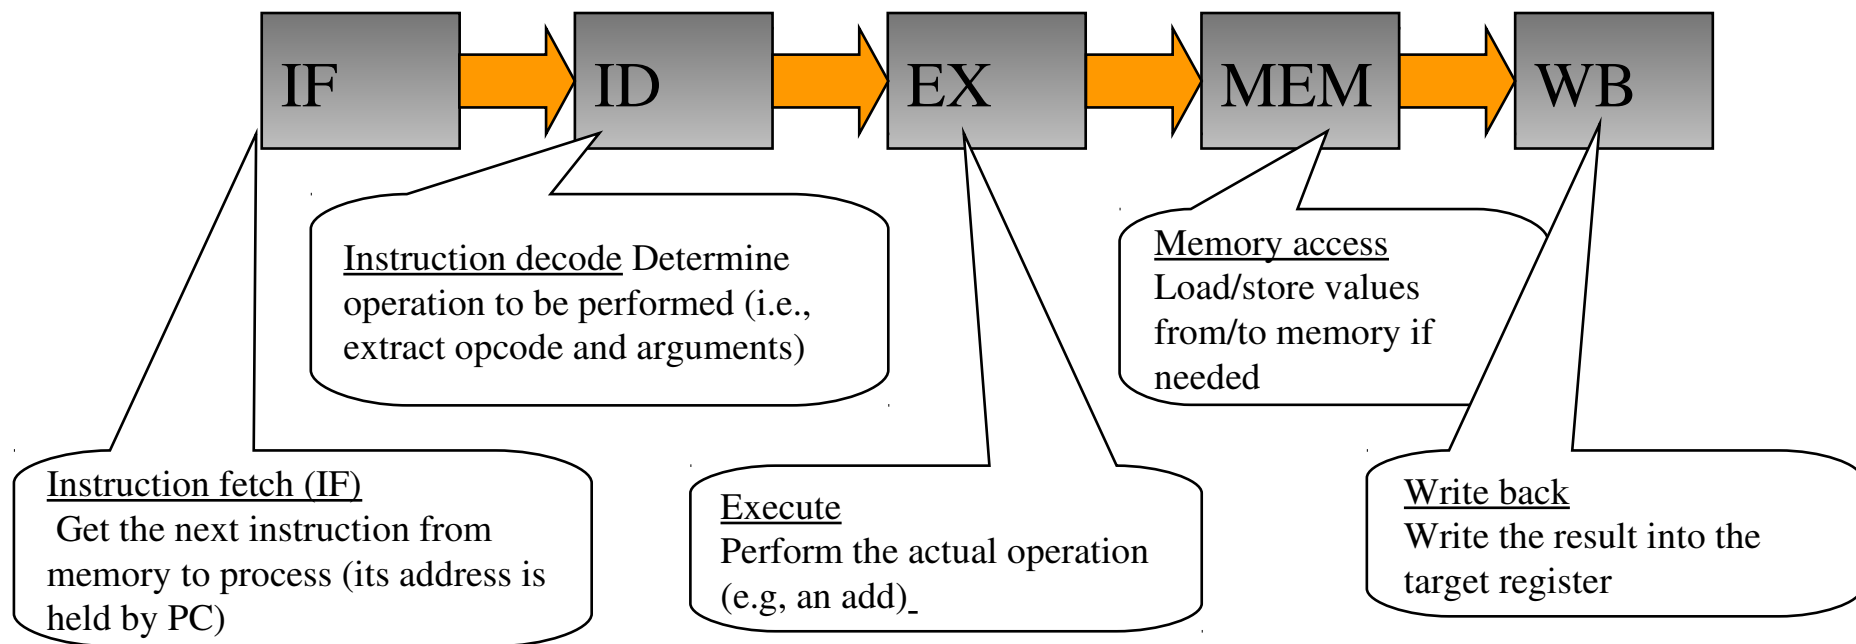 IF
ID
EX
MEM
WB
Instruction decode Determine
operation to be performed (i.e.,
extract opcode and arguments)
Memory access
Load/store values
from/to memory if
needed
Instruction fetch (IF)
Get the next instruction from
memory to process (its address is
held by PC)
Execute
Perform the actual operation
(e.g, an add)
Write back
Write the result into the
target register